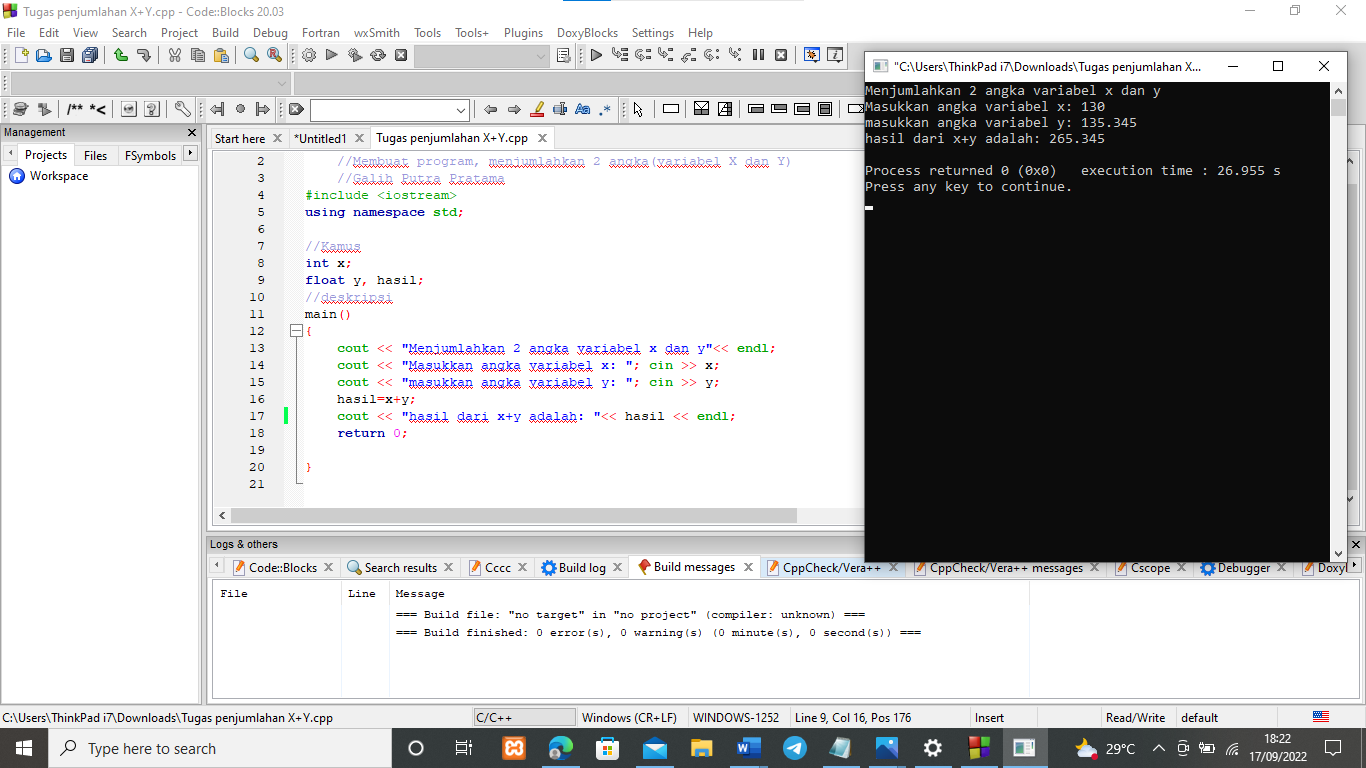 Tugas penjumlahan X+Y.cpp - Code::Blocks 20.03
File Edit View Search Project Build Debug Fortran wxSmith Tools Tools+ Plugins DoxyBlocks Settings Help
/** *<
Aa .*
Management
Projects Files FSymbols
Workspace
Start here *Untitled1 Tugas penjumlahan X+Y.cpp
2 //Membuat program, menjumlahkan 2 angka(variabel X dan Y)
3 //Galih Putra Pratama
4 #include <iostream>
5 using namespace std;
6
7 //Kamus
8 int x;
9 float y, hasil;
10 //deskripsi
11 main()
12 {
13 cout << "Menjumlahkan 2 angka variabel x dan y"<< endl;
14 cout << "Masukkan angka variabel x: "; cin >> x;
15 cout << "masukkan angka variabel y: "; cin >> y;
16 hasil=x+y;
17 cout << "hasil dari x+y adalah: "<< hasil << endl;
18 return 0;
19
20 }
21
"C:\Users\ThinkPad i7\Downloads\Tugas penjumlahan X...
Menjumlahkan 2 angka variabel x dan y
Masukkan angka variabel x: 130
masukkan angka variabel y: 135.345
hasil dari x+y adalah: 265.345
Process returned 0 (0x0) execution time : 26.955 s
Press any key to continue.
Logs & others
Code::Blocks Search results Cccc Build log Build messages CppCheck/Vera++ CppCheck/Vera++ messages Cscope Debugger Doxy
File Line Message
=== Build file: "no target" in "no project" (compiler: unknown) ===
=== Build finished: 0 error(s), 0 warning(s) (0 minute(s), 0 second(s)) ===
C:\Users\ThinkPad i7\Downloads\Tugas penjumlahan X+Y.cpp C/C++ Windows (CR+LF) WINDOWS-1252 Line 9, Col 16, Pos 176 Insert Read/Write default
Type here to search
29°C
18:22
17/09/2022